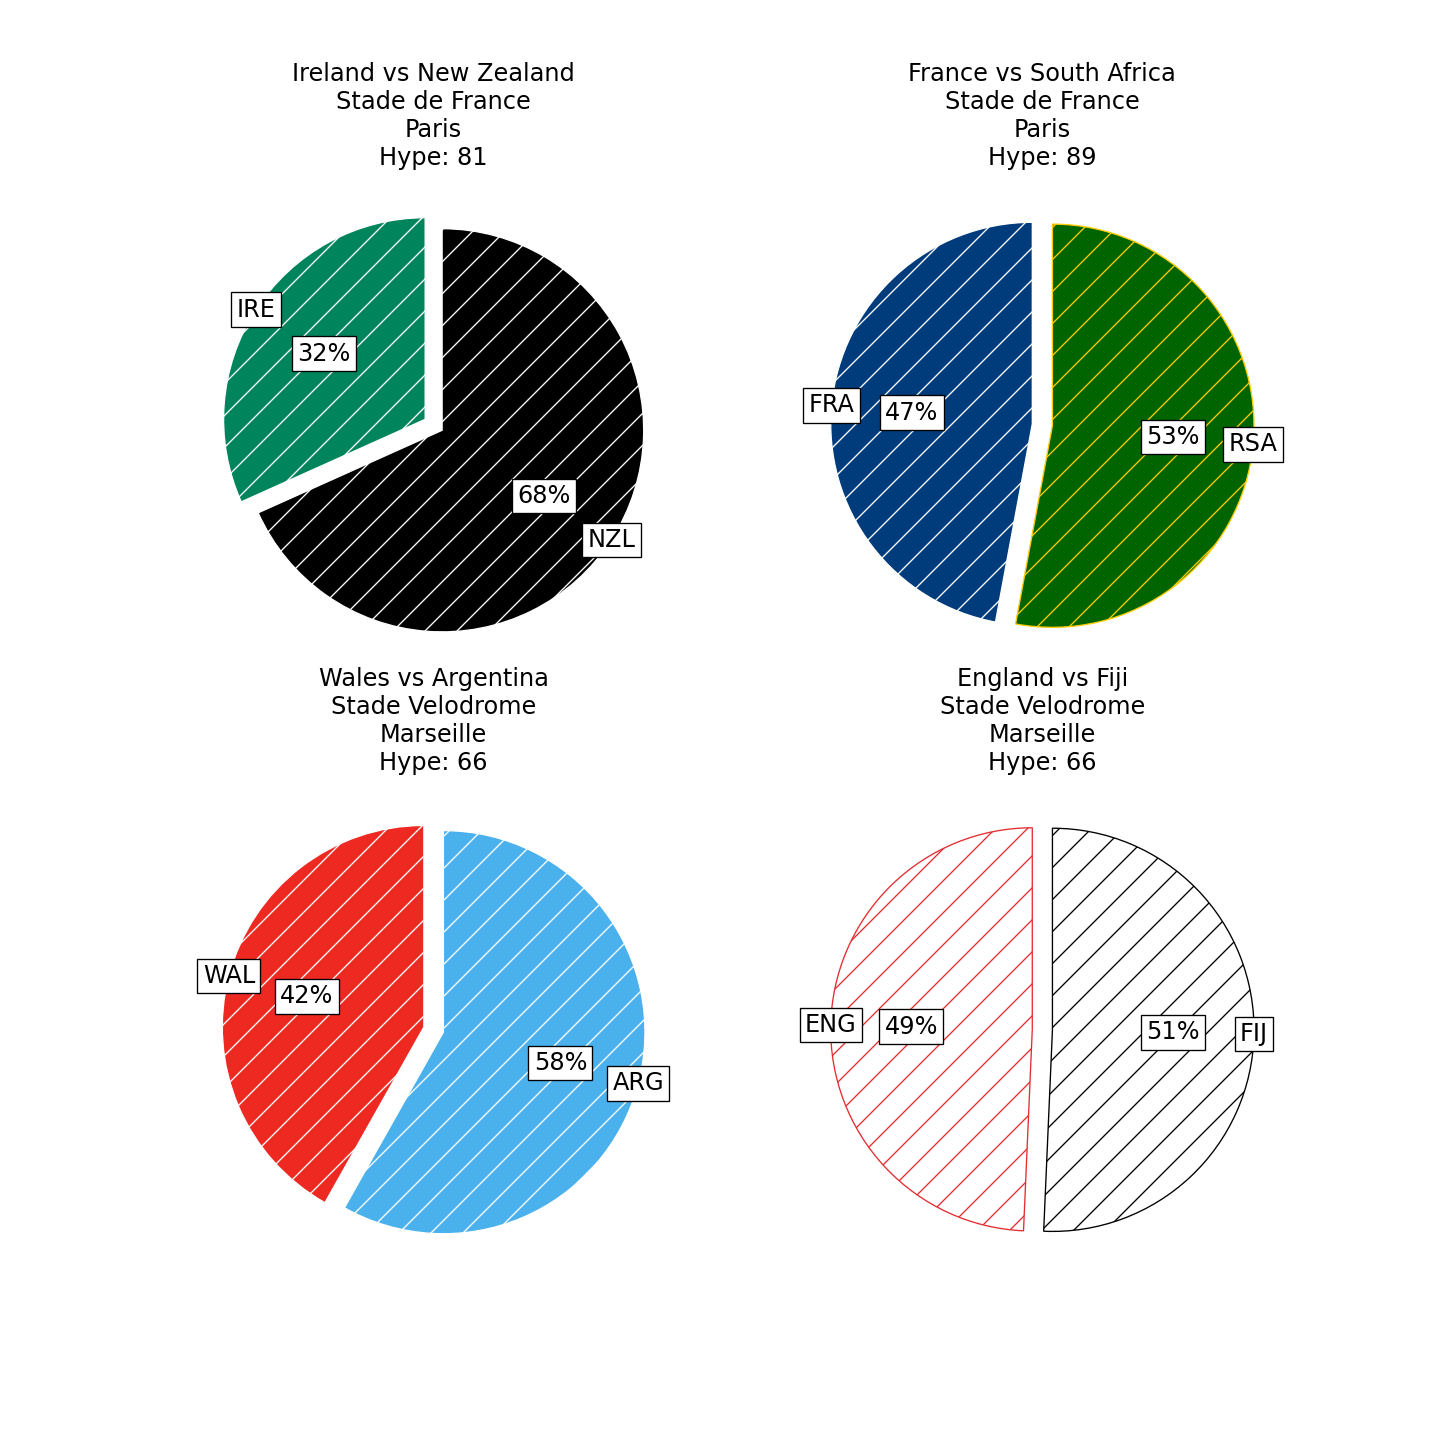 Ireland vs New Zealand
Stade de France
Paris
Hype: 81
IRE
32%
68%
NZL
France vs South Africa
Stade de France
Paris
Hype: 89
FRA
47%
53%
RSA
Wales vs Argentina
Stade Velodrome
Marseille
Hype: 66
WAL
42%
58%
ARG
England vs Fiji
Stade Velodrome
Marseille
Hype: 66
ENG
49%
51%
FIJ